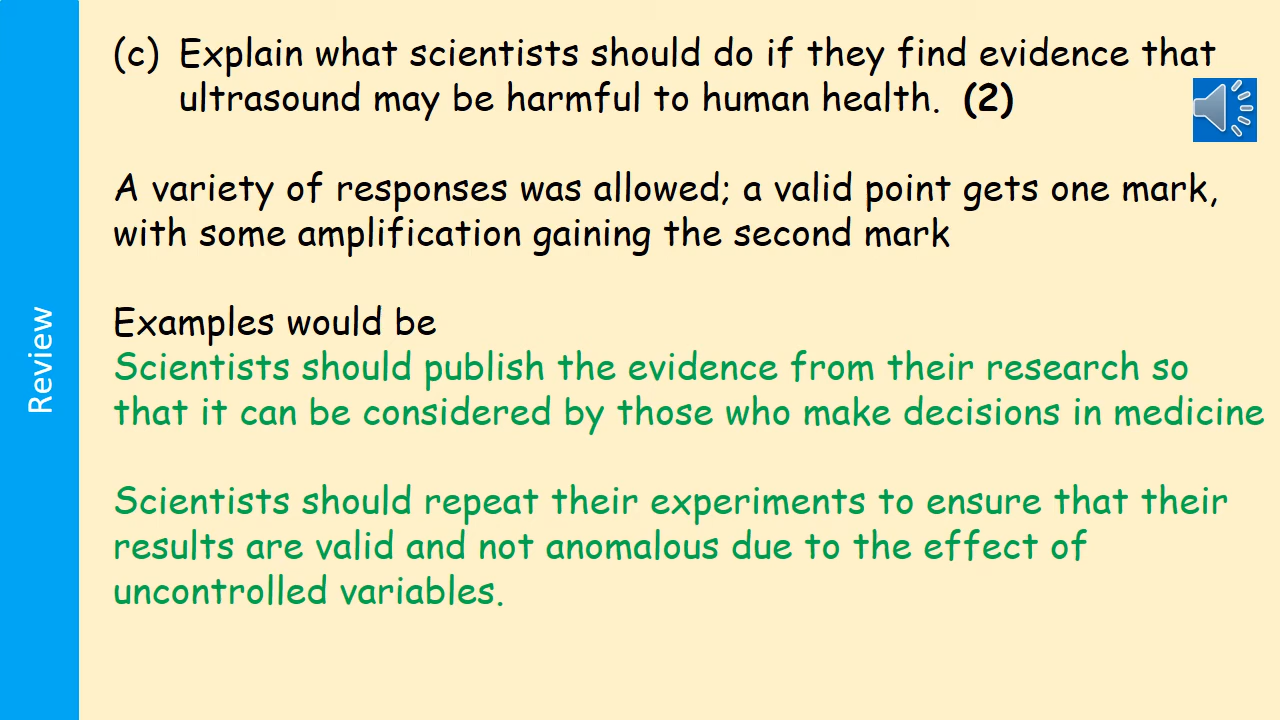 (c) Explain what scientists should do if they find evidence that
ultrasound may be harmful to human health. (2)
A variety of responses was allowed; a valid point gets one mark,
with some amplification gaining the second mark
Examples would be
Scientists should publish the evidence from their research so
that it can be considered by those who make decisions in medicine
Scientists should repeat their experiments to ensure that their
results are valid and not anomalous due to the effect of
uncontrolled variables.
Review